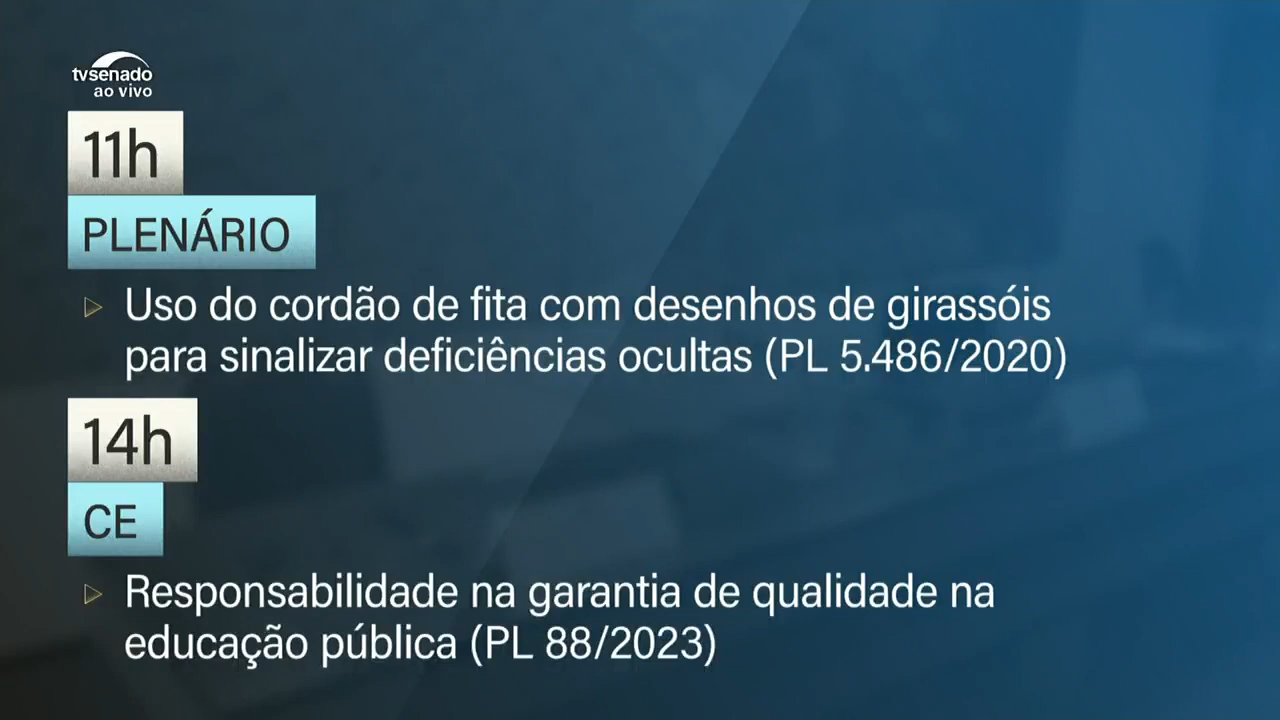 tvsenado
ao vivo
11h
PLENÁRIO
Uso do cordão de fita com desenhos de girassóis
para sinalizar deficiências ocultas (PL 5.486/2020)
14h
CE
Responsabilidade na garantia de qualidade na
educação pública (PL 88/2023)